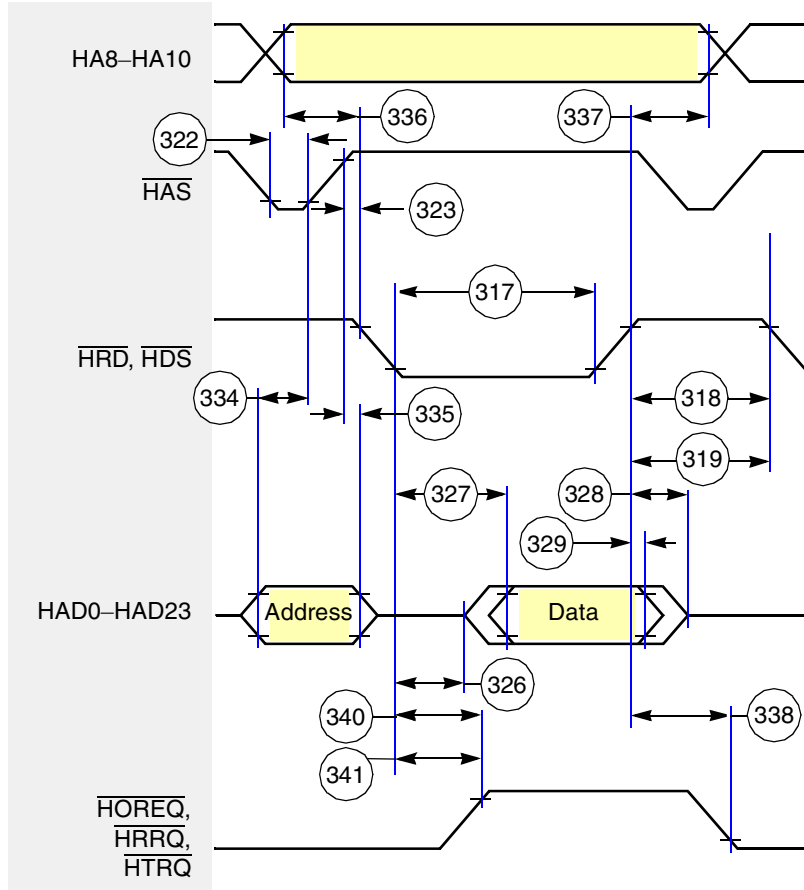 HA8–HA10
336
337
322
HAS
323
317
HRD, HDS
334
335
318
319
327
328
329
HAD0–HAD23
Address
Data
326
340
338
341
HOREQ,
HRRQ,
HTRQ